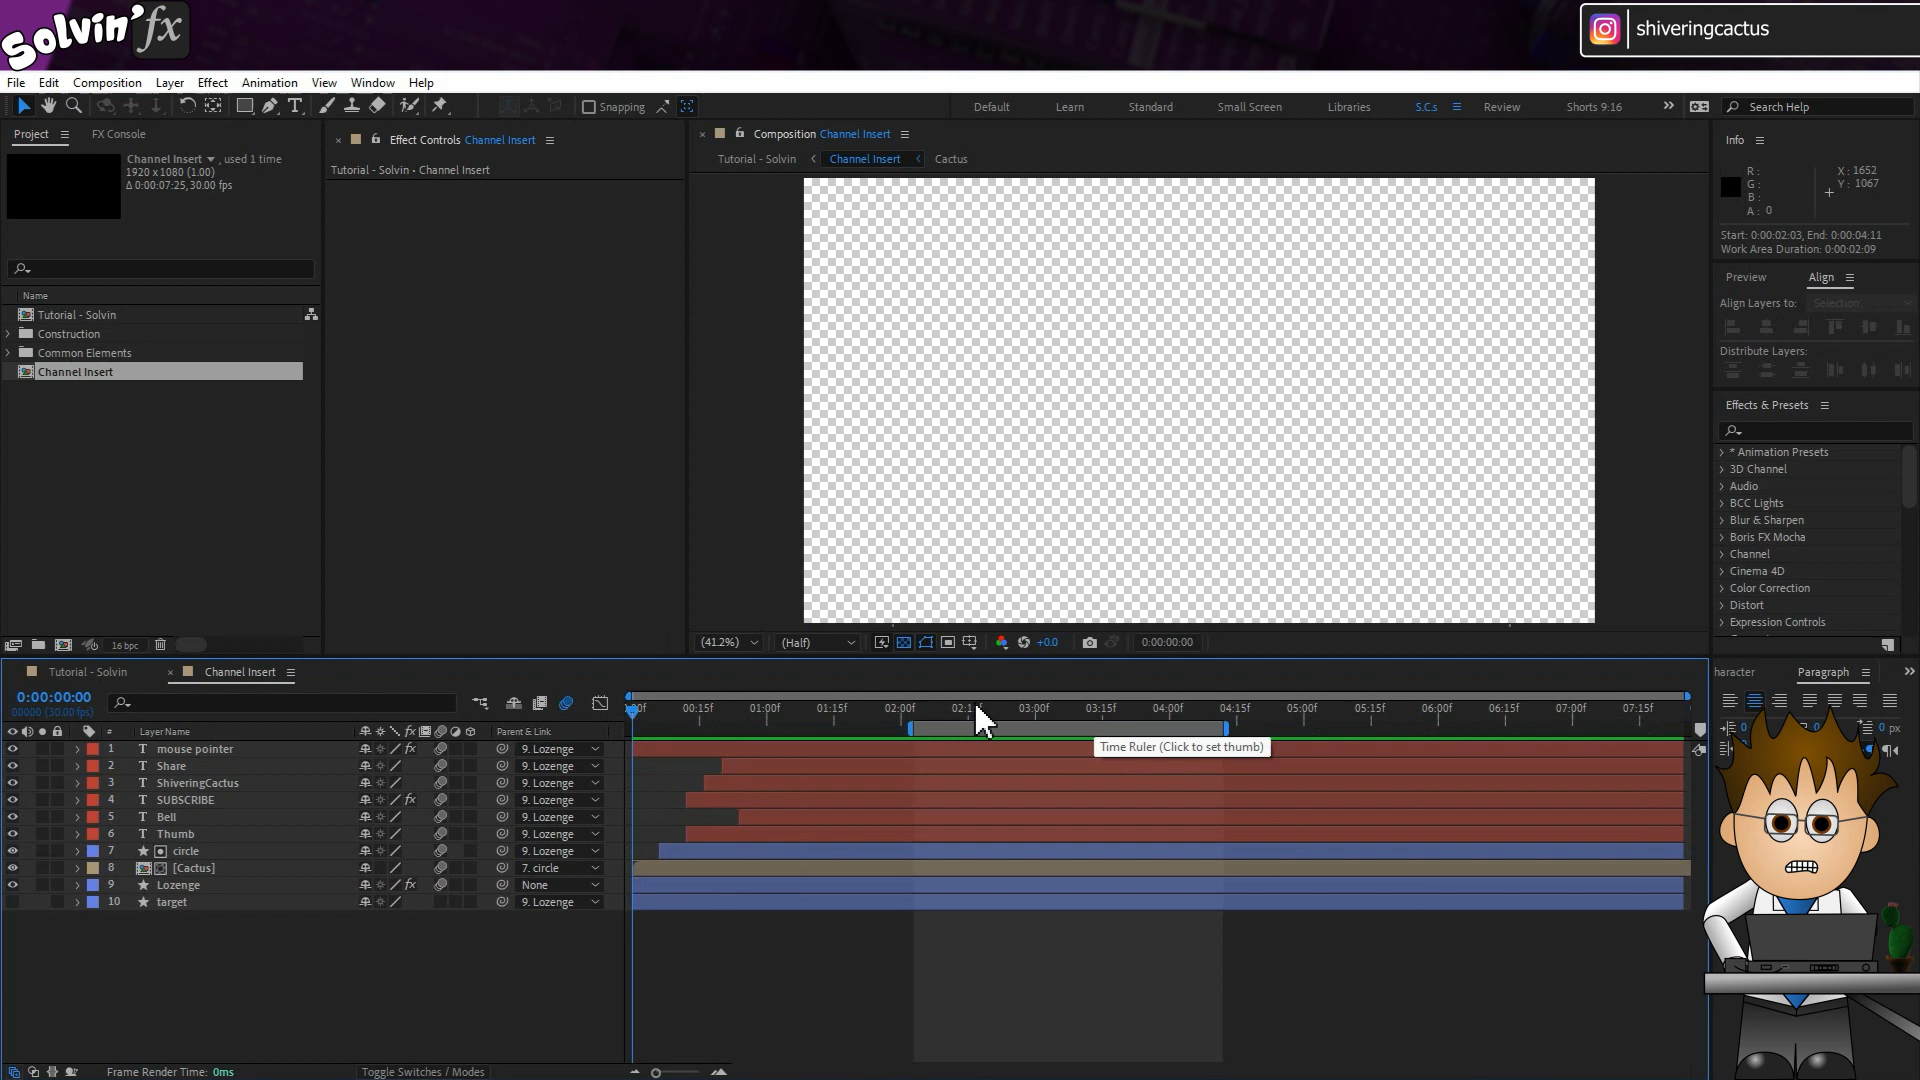 Solvin' fx
shiveringcactus
File Edit Composition Layer Effect Animation View Window Help
Snapping
Default Learn Standard Small Screen Libraries S.C.s Review Shorts 9:16 Search Help
Project FX Console
Channel Insert , used 1 time
1920 x 1080 (1.00)
Δ 0:00:07:25, 30.00 fps
Name
Tutorial - Solvin
Construction
Common Elements
Channel Insert
16 bpc
Effect Controls Channel Insert
Tutorial - Solvin • Channel Insert
Composition Channel Insert
Tutorial - Solvin Channel Insert Cactus
(41.2%) (Half) +0.0 0:00:00:00
Info
R :
G :
B :
A : 0
X : 1652
Y : 1067
Start: 0:00:02:03, End: 0:00:04:11
Work Area Duration: 0:00:02:09
Preview Align
Align Layers to: Selection
Distribute Layers:
Effects & Presets
* Animation Presets
3D Channel
Audio
BCC Lights
Blur & Sharpen
Boris FX Mocha
Channel
Cinema 4D
Color Correction
Distort
Expression Controls
haracter Paragraph
0 px
Tutorial - Solvin Channel Insert
0:00:00:00
00000 (30.00 fps)
:00f 00:15f 01:00f 01:15f 02:00f 02:15f 03:00f 03:15f 04:00f 04:15f 05:00f 05:15f 06:00f 06:15f 07:00f 07:15f
# Layer Name fx Parent & Link
Time Ruler (Click to set thumb)
1 T mouse pointer fx 9. Lozenge
2 T Share 9. Lozenge
3 T ShiveringCactus 9. Lozenge
4 T SUBSCRIBE fx 9. Lozenge
5 T Bell 9. Lozenge
6 T Thumb 9. Lozenge
7 circle 9. Lozenge
8 [Cactus] 7. circle
9 Lozenge fx None
10 target 9. Lozenge
Frame Render Time: 0ms Toggle Switches / Modes